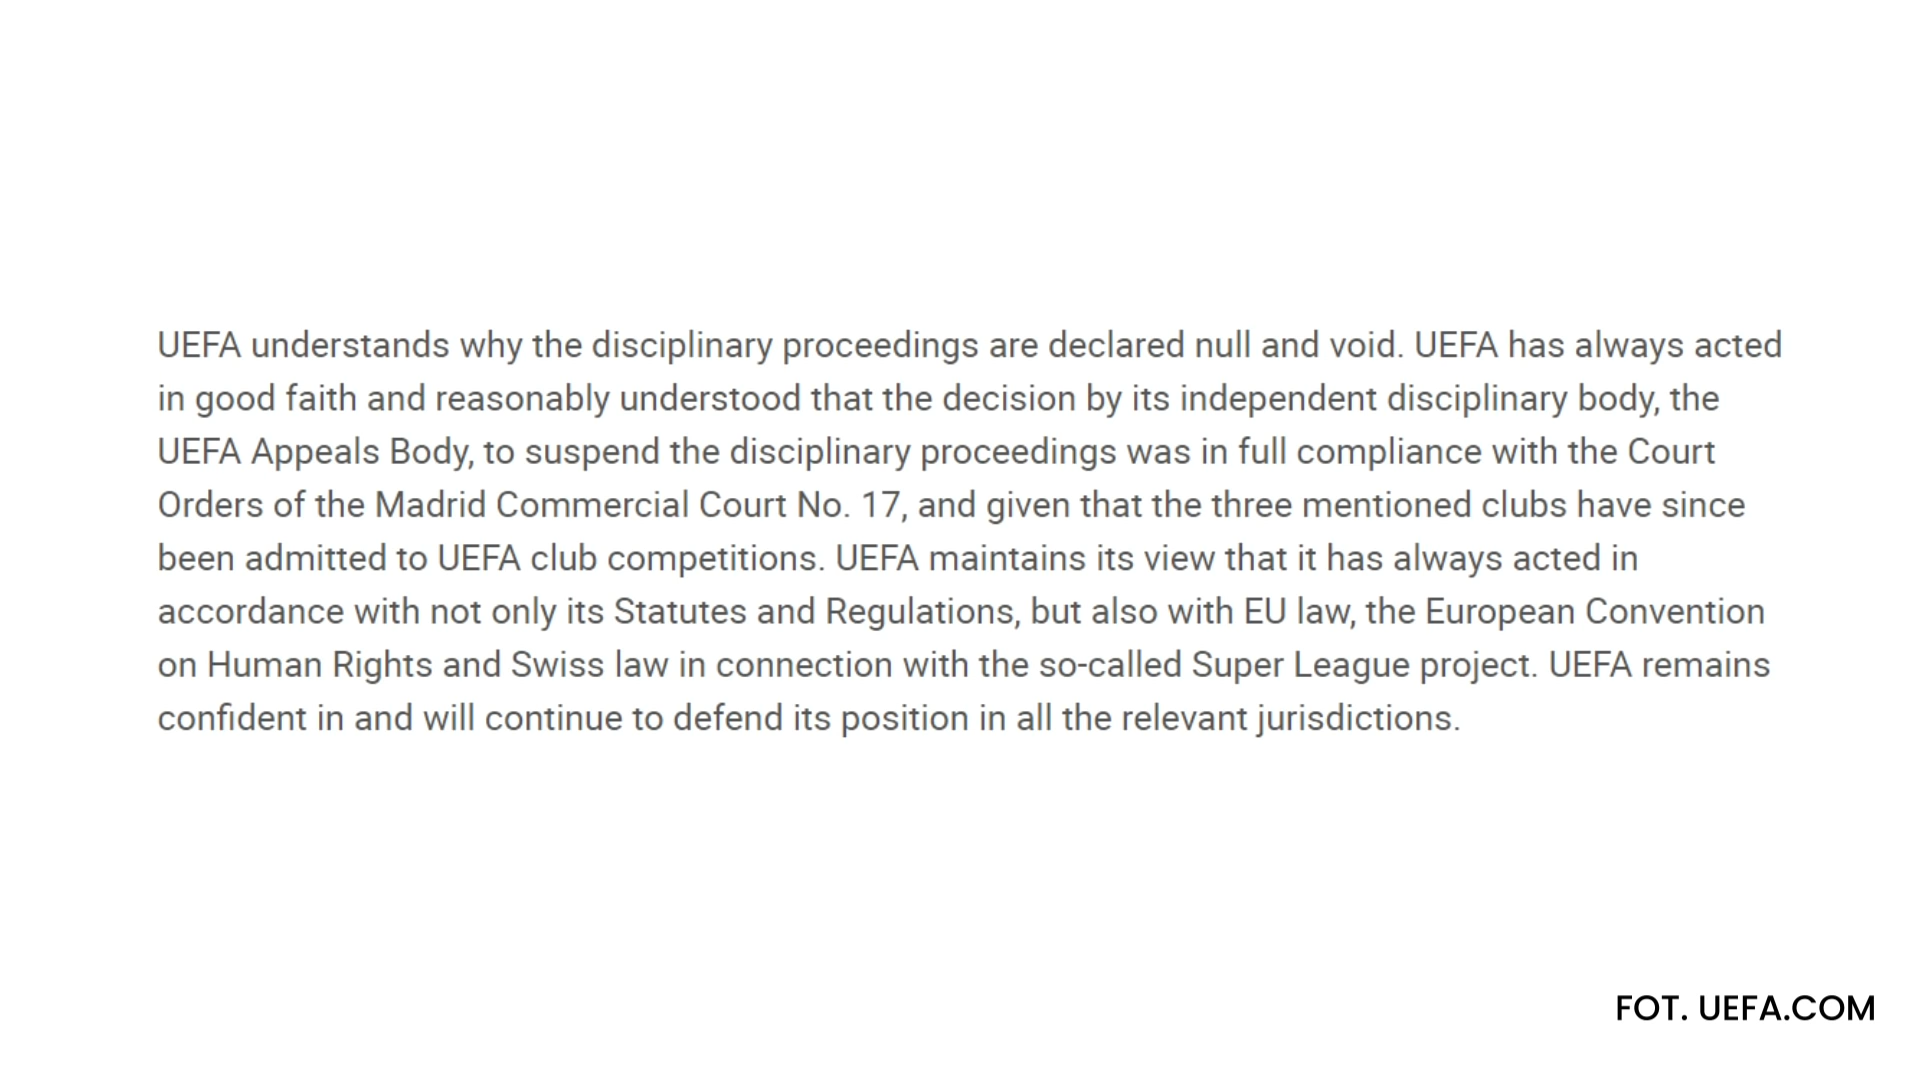 UEFA understands why the disciplinary proceedings are declared null and void. UEFA has always acted
in good faith and reasonably understood that the decision by its independent disciplinary body, the
UEFA Appeals Body, to suspend the disciplinary proceedings was in full compliance with the Court
Orders of the Madrid Commercial Court No. 17, and given that the three mentioned clubs have since
been admitted to UEFA club competitions. UEFA maintains its view that it has always acted in
accordance with not only its Statutes and Regulations, but also with EU law, the European Convention
on Human Rights and Swiss law in connection with the so-called Super League project. UEFA remains
confident in and will continue to defend its position in all the relevant jurisdictions.
FOT. UEFA.COM